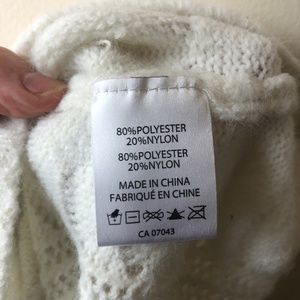 80%POLYESTER
20%NYLON
80%POLYESTER
20%NYLON
MADE IN CHINA
FABRIQUÉ EN CHINE
CA 07043